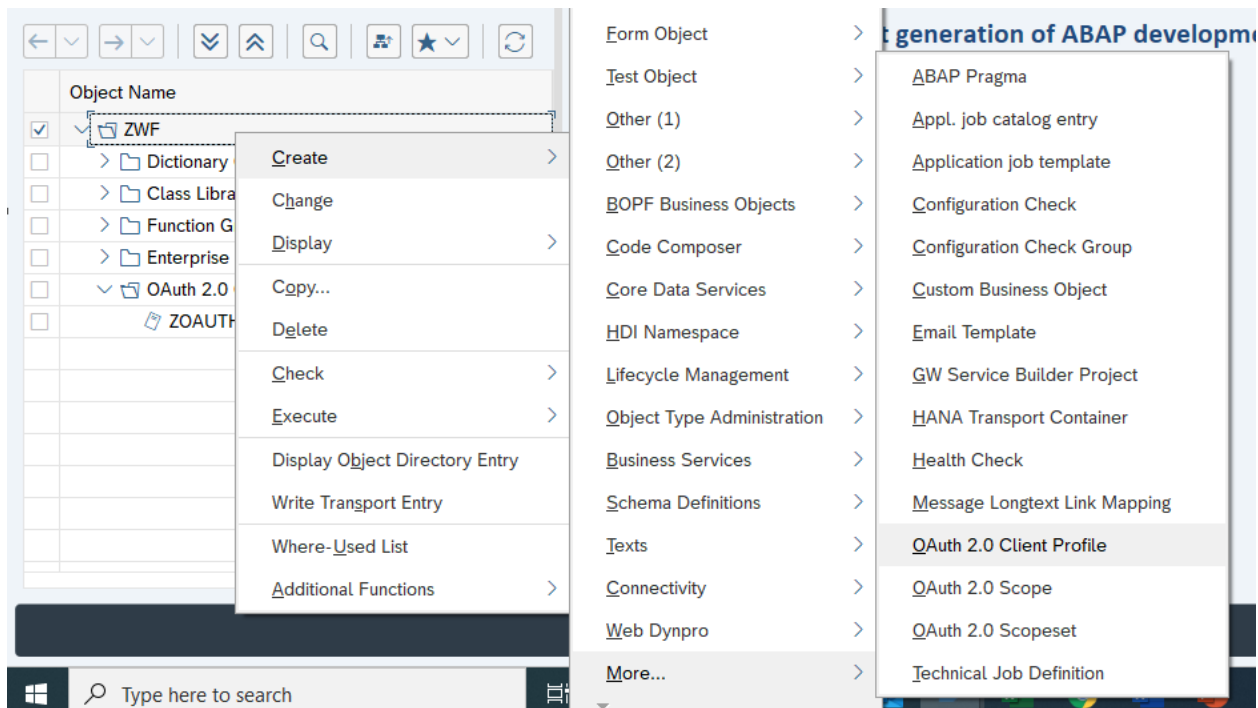 Object Name
ZWF
Dictionary
Class Libra
Function G
Enterprise
OAuth 2.0
ZOAUTH
Create
Change
Display
Copy...
Delete
Check
Execute
Display Object Directory Entry
Write Transport Entry
Where-Used List
Additional Functions
Form Object
Test Object
Other (1)
Other (2)
BOPF Business Objects
Code Composer
Core Data Services
HDI Namespace
Lifecycle Management
Object Type Administration
Business Services
Schema Definitions
Texts
Connectivity
Web Dynpro
More...
t generation of ABAP developme
ABAP Pragma
Appl. job catalog entry
Application job template
Configuration Check
Configuration Check Group
Custom Business Object
Email Template
GW Service Builder Project
HANA Transport Container
Health Check
Message Longtext Link Mapping
OAuth 2.0 Client Profile
OAuth 2.0 Scope
OAuth 2.0 Scopeset
Technical Job Definition
Type here to search